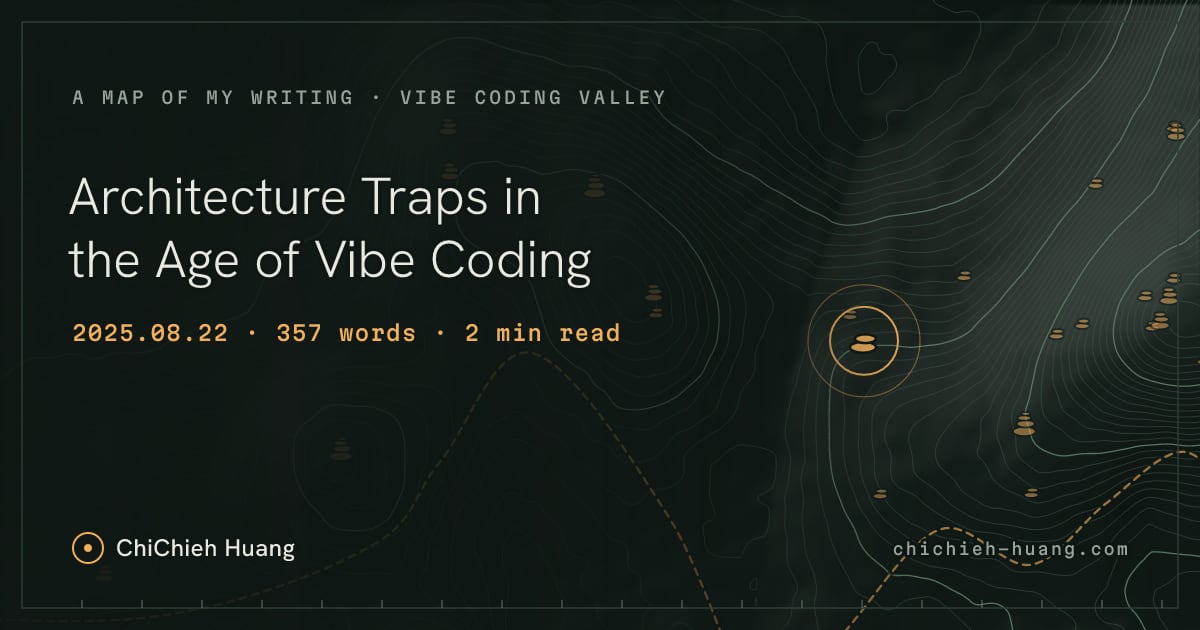 A MAP OF MY WRITING · VIBE CODING VALLEY
Architecture Traps in
the Age of Vibe Coding
2025.08.22 · 357 words · 2 min read
ChiChieh Huang
chichieh-huang.com